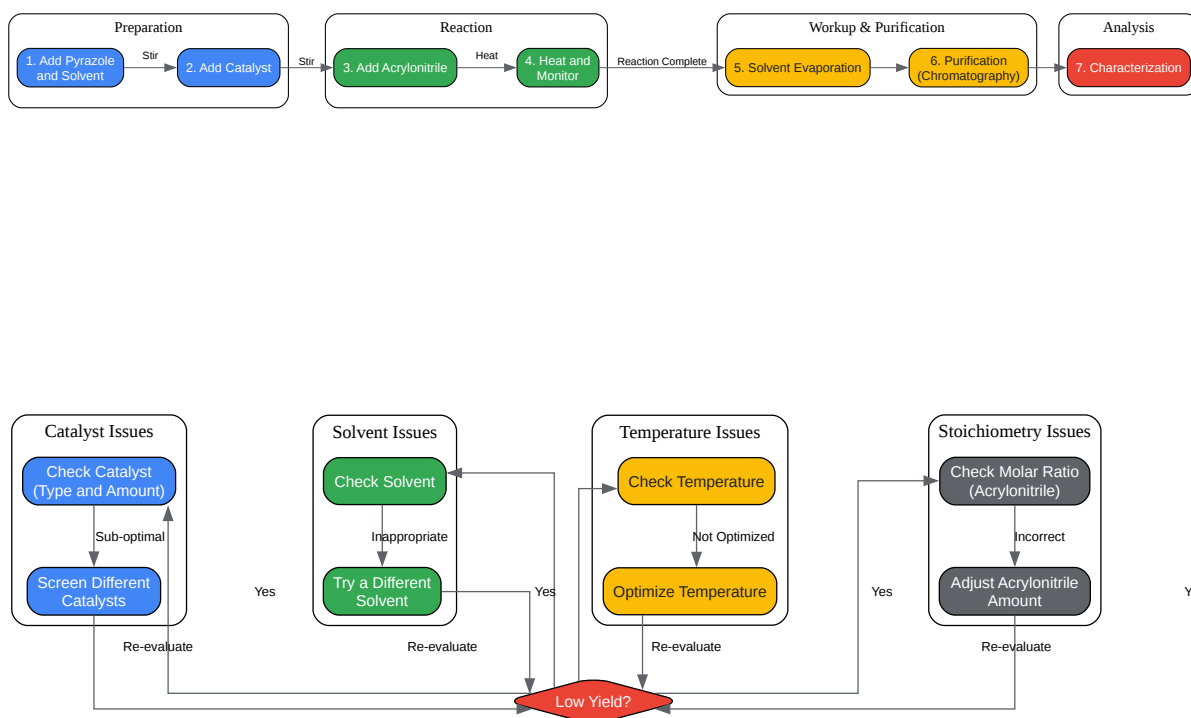 Preparation
Reaction
Workup & Purification
Analysis
1. Add Pyrazole
and Solvent
Stir
2. Add Catalyst
Stir
3. Add Acrylonitrile
Heat
4. Heat and
Monitor
Reaction Complete
5. Solvent Evaporation
6. Purification
(Chromatography)
7. Characterization
Catalyst Issues
Solvent Issues
Temperature Issues
Stoichiometry Issues
Check Catalyst
(Type and Amount)
Check Solvent
Check Temperature
Check Molar Ratio
(Acrylonitrile)
Sub-optimal
Inappropriate
Not Optimized
Incorrect
Screen Different
Catalysts
Yes
Try a Different
Solvent
Yes
Optimize Temperature
Yes
Adjust Acrylonitrile
Amount
Re-evaluate
Re-evaluate
Re-evaluate
Re-evaluate
Low Yield?